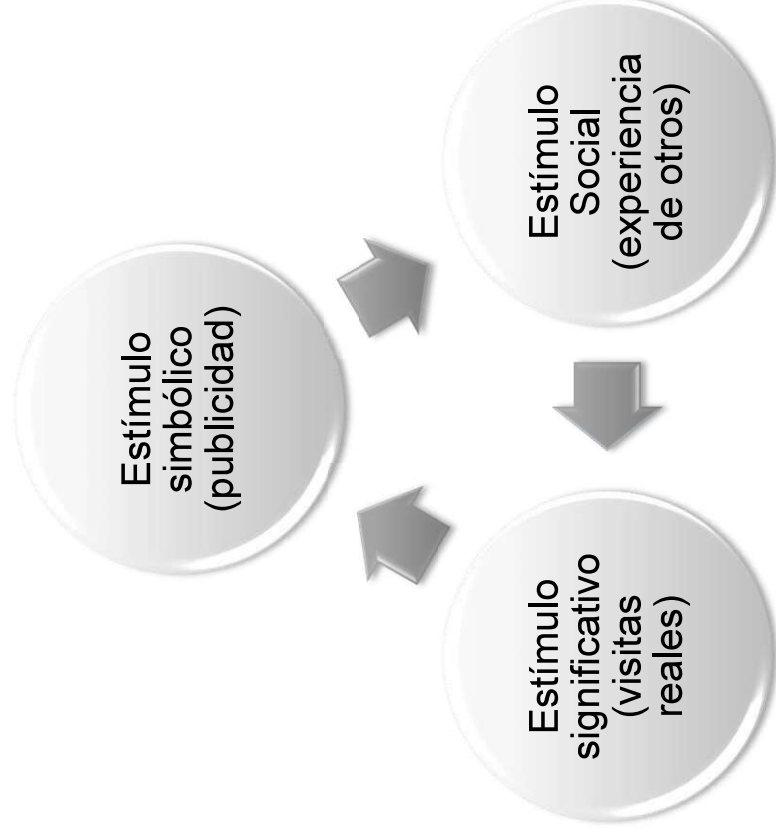 Estímulo
simbólico
(publicidad)
Estímulo
Social
(experiencia
de otros)
Estímulo
significativo
(visitas
reales)